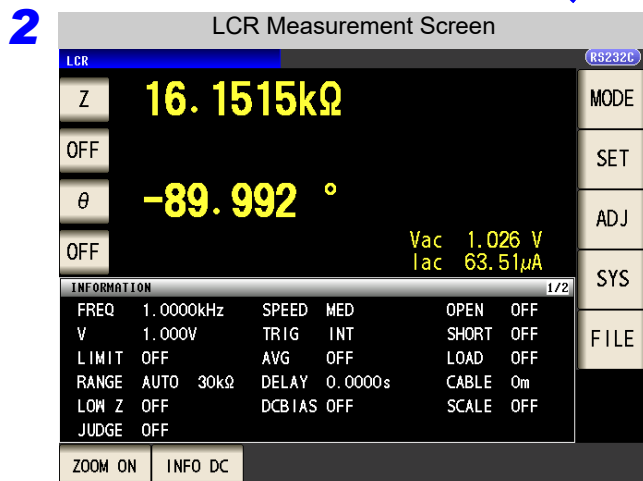 2 LCR Measurement Screen
LCR RS232C
Z 16.1515kΩ MODE
OFF SET
θ -89.992 ° ADJ
OFF Vac 1.026 V
Iac 63.51μA SYS
INFORMATION 1/2
FREQ 1.0000kHz SPEED MED OPEN OFF
V 1.000V TRIG INT SHORT OFF FILE
LIMIT OFF AVG OFF LOAD OFF
RANGE AUTO 30kΩ DELAY 0.0000s CABLE 0m
LOW Z OFF DCBIAS OFF SCALE OFF
JUDGE OFF
ZOOM ON INFO DC